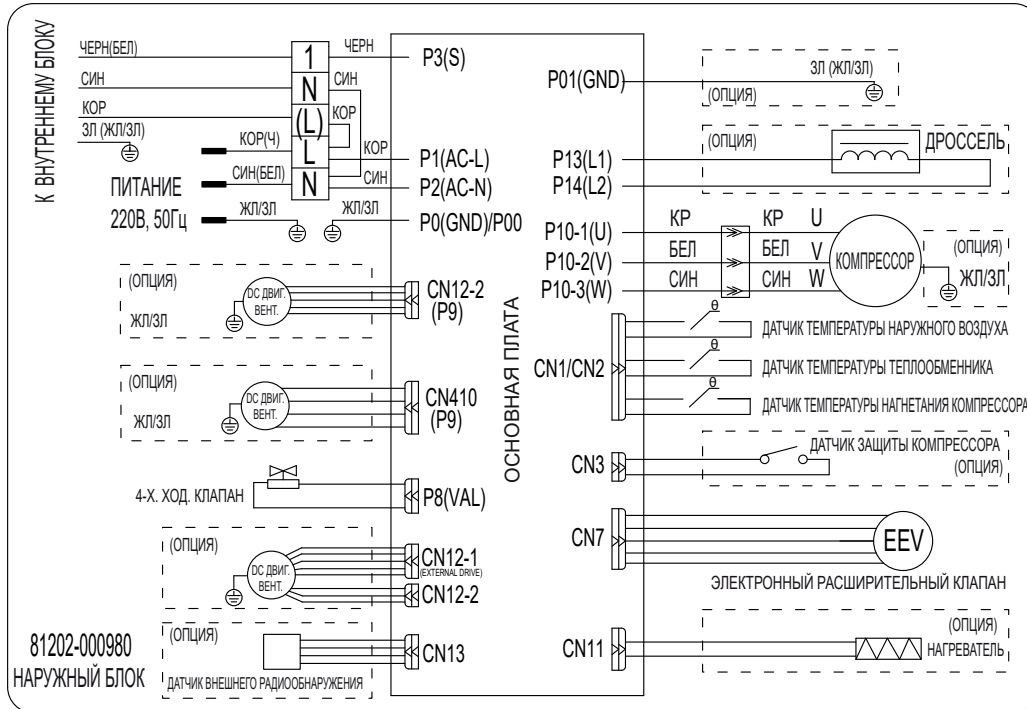 К ВНУТРЕННЕМУ БЛОКУ
ЧЕРН(БЕЛ)
СИН
КОР
ЗЛ (ЖЛ/ЗЛ)
1
N
(L)
L
N
ЧЕРН
СИН
КОР
КОР
СИН
КОР(Ч)
СИН(БЕЛ)
ПИТАНИЕ
220В, 50Гц
ЖЛ/ЗЛ
ЖЛ/ЗЛ
P3(S)
P1(AC-L)
P2(AC-N)
P0(GND)/P00
(ОПЦИЯ)
DC ДВИГ.
ВЕНТ.
ЖЛ/ЗЛ
CN12-2
(P9)
(ОПЦИЯ)
DC ДВИГ.
ВЕНТ.
ЖЛ/ЗЛ
CN410
(P9)
4-Х. ХОД. КЛАПАН
P8(VAL)
(ОПЦИЯ)
DC ДВИГ.
ВЕНТ.
CN12-1
(EXTERNAL DRIVE)
CN12-2
(ОПЦИЯ)
CN13
ДАТЧИК ВНЕШНЕГО РАДИООБНАРУЖЕНИЯ
81202-000980
НАРУЖНЫЙ БЛОК
ОСНОВНАЯ ПЛАТА
P01(GND)
ЗЛ (ЖЛ/ЗЛ)
(ОПЦИЯ)
P13(L1)
P14(L2)
(ОПЦИЯ)
ДРОССЕЛЬ
P10-1(U)
КР
КР
U
P10-2(V)
БЕЛ
БЕЛ
V
P10-3(W)
СИН
СИН
W
КОМПРЕССОР
(ОПЦИЯ)
ЖЛ/ЗЛ
CN1/CN2
θ
ДАТЧИК ТЕМПЕРАТУРЫ НАРУЖНОГО ВОЗДУХА
θ
ДАТЧИК ТЕМПЕРАТУРЫ ТЕПЛООБМЕННИКА
θ
ДАТЧИК ТЕМПЕРАТУРЫ НАГНЕТАНИЯ КОМПРЕССОРА
CN3
ДАТЧИК ЗАЩИТЫ КОМПРЕССОРА
(ОПЦИЯ)
CN7
EEV
ЭЛЕКТРОННЫЙ РАСШИРИТЕЛЬНЫЙ КЛАПАН
CN11
(ОПЦИЯ)
НАГРЕВАТЕЛЬ